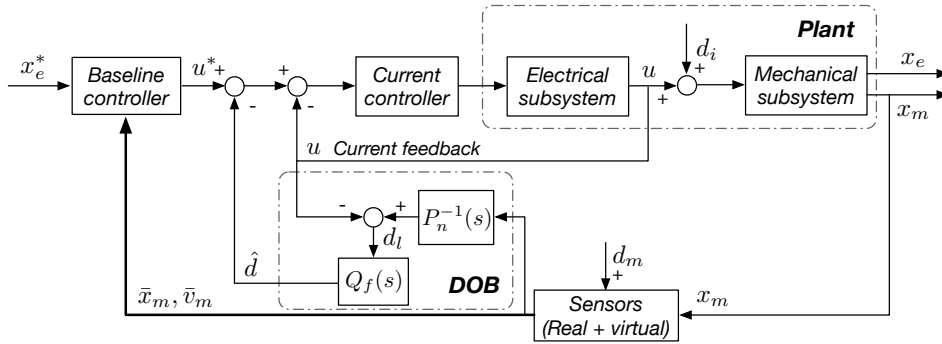 Plant
x_e^*
Baseline
controller
u^*
+
-
+
-
Current
controller
Electrical
subsystem
u
+
d_i
+
Mechanical
subsystem
x_e
x_m
u Current feedback
-
+
P_n^{-1}(s)
d_l
\hat{d}
Q_f(s)
DOB
d_m
+
\bar{x}_m, \bar{v}_m
Sensors
(Real + virtual)
x_m